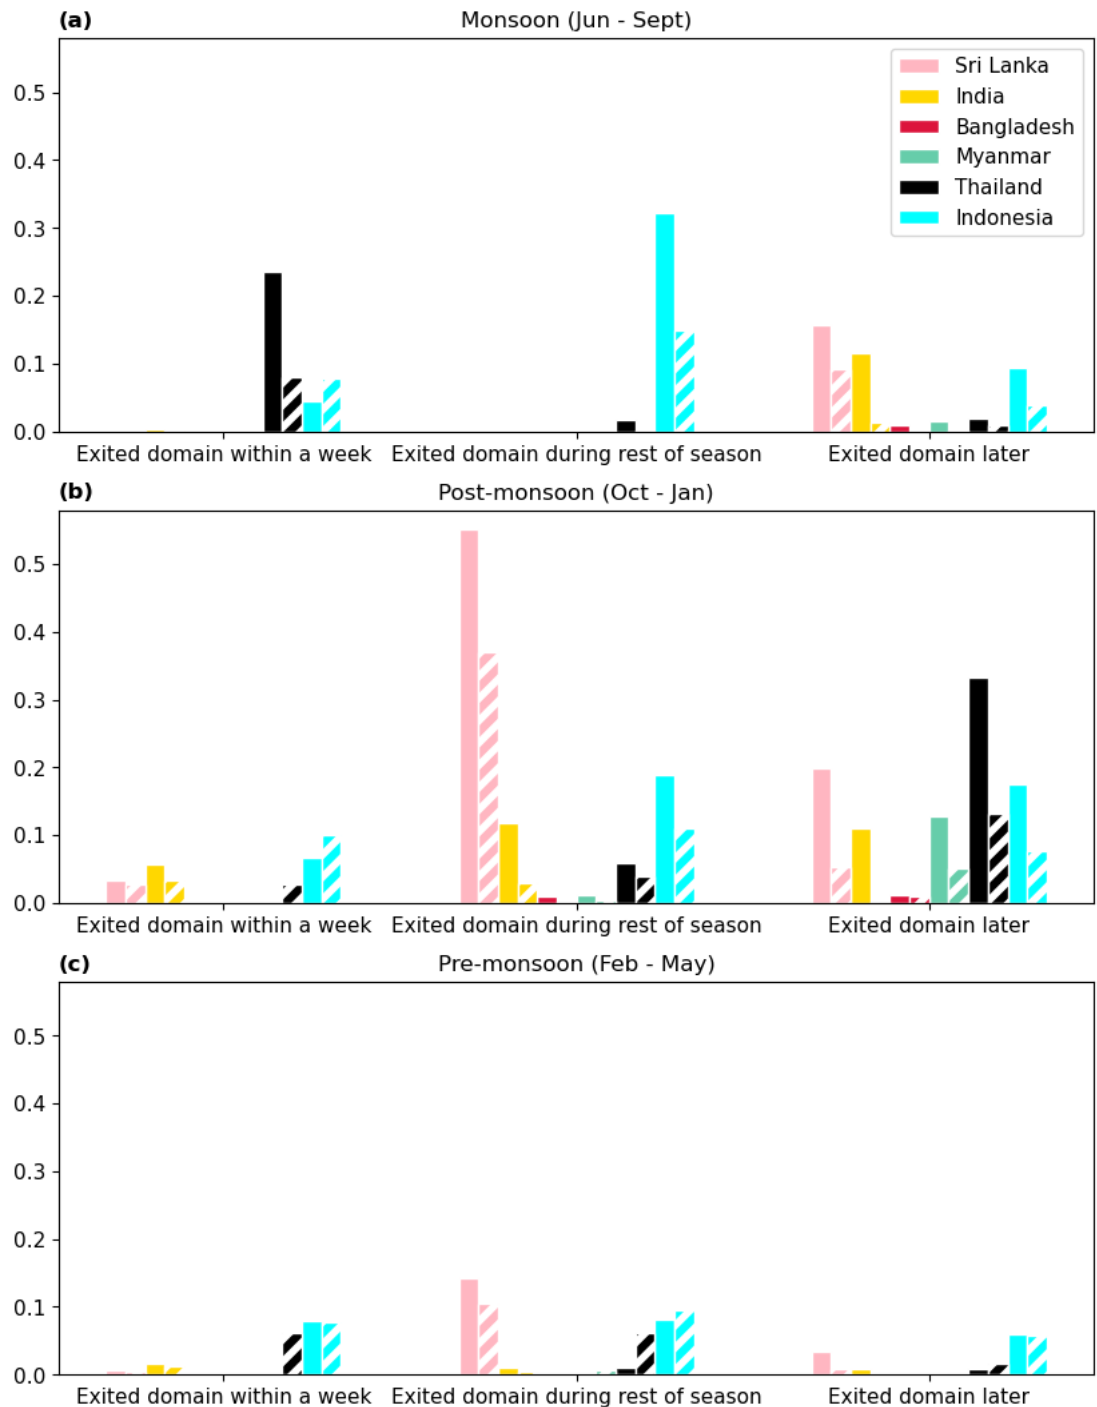 (a) Monsoon (Jun - Sept)
0.5
0.4
0.3
0.2
0.1
0.0
Sri Lanka
India
Bangladesh
Myanmar
Thailand
Indonesia
Exited domain within a week Exited domain during rest of season Exited domain later
(b) Post-monsoon (Oct - Jan)
0.5
0.4
0.3
0.2
0.1
0.0
Exited domain within a week Exited domain during rest of season Exited domain later
(c) Pre-monsoon (Feb - May)
0.5
0.4
0.3
0.2
0.1
0.0
Exited domain within a week Exited domain during rest of season Exited domain later